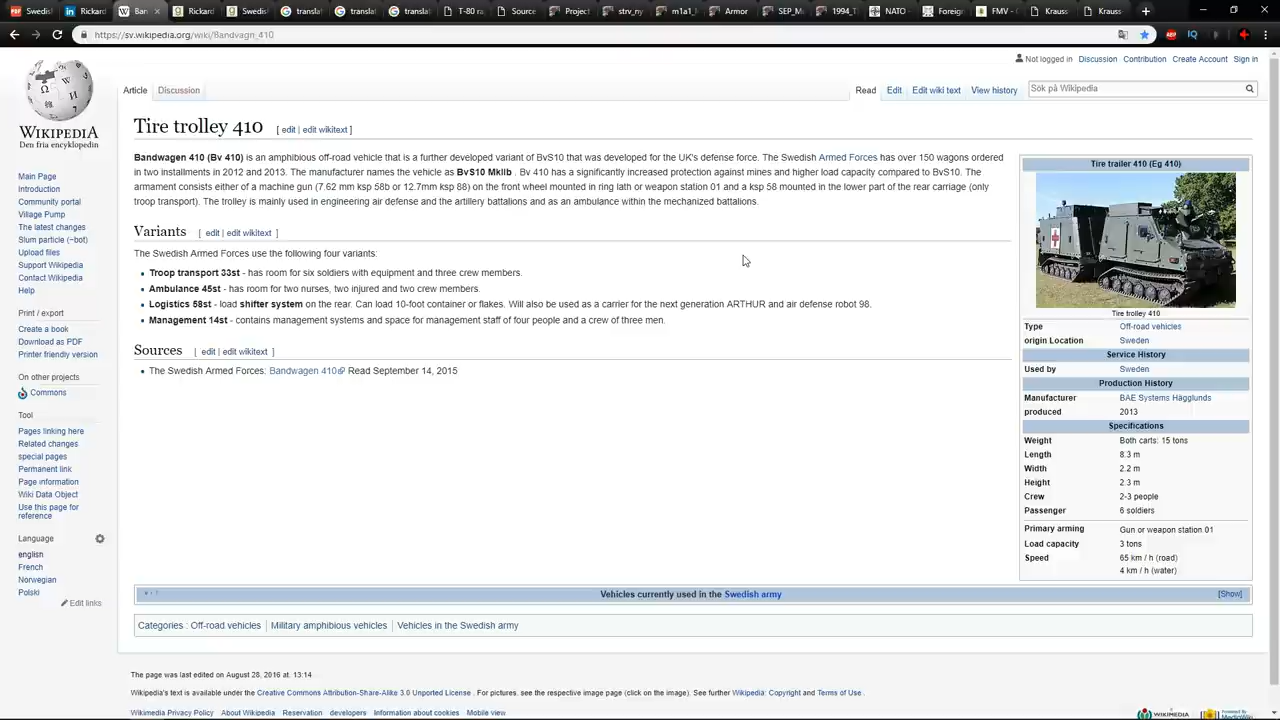 Swedis
Rickard
Ban
Rickard
Swedis
translat
translat
translat
T-80 ra
Source
Project
strv_ny
m1a1_
Armor
SEP_M
1994_T
NATO
Foreign
FMV - 
Krauss
Krauss
https://sv.wikipedia.org/wiki/Bandvagn_410
Not logged in Discussion Contribution Create Account Sign in
Article Discussion Read Edit Edit wiki text View history Sök på Wikipedia
WIKIPEDIA
Den fria encyklopedin
Main Page
Introduction
Community portal
Village Pump
The latest changes
Slum particle (~bot)
Upload files
Support Wikipedia
Contact Wikipedia
Help
Print / export
Create a book
Download as PDF
Printer friendly version
On other projects
Commons
Tool
Pages linking here
Related changes
special pages
Permanent link
Page information
Wiki Data Object
Use this page for
reference
Language
english
French
Norwegian
Polski
Edit links
Tire trolley 410 [ edit | edit wikitext ]
Bandwagen 410 (Bv 410) is an amphibious off-road vehicle that is a further developed variant of BvS10 that was developed for the UK's defense force. The Swedish Armed Forces has over 150 wagons ordered
in two installments in 2012 and 2013. The manufacturer names the vehicle as BvS10 MkIIb . Bv 410 has a significantly increased protection against mines and higher load capacity compared to BvS10. The
armament consists either of a machine gun (7.62 mm ksp 58b or 12.7mm ksp 88) on the front wheel mounted in ring lath or weapon station 01 and a ksp 58 mounted in the lower part of the rear carriage (only
troop transport). The trolley is mainly used in engineering air defense and the artillery battalions and as an ambulance within the mechanized battalions.
Variants [ edit | edit wikitext ]
The Swedish Armed Forces use the following four variants:
Troop transport 33st - has room for six soldiers with equipment and three crew members.
Ambulance 45st - has room for two nurses, two injured and two crew members.
Logistics 58st - load shifter system on the rear. Can load 10-foot container or flakes. Will also be used as a carrier for the next generation ARTHUR and air defense robot 98.
Management 14st - contains management systems and space for management staff of four people and a crew of three men.
Sources [ edit | edit wikitext ]
The Swedish Armed Forces: Bandwagen 410 Read September 14, 2015
Tire trailer 410 (Eg 410)
Tire trolley 410
Type Off-road vehicles
origin Location Sweden
Service History
Used by Sweden
Production History
Manufacturer BAE Systems Hägglunds
produced 2013
Specifications
Weight Both carts: 15 tons
Length 8.3 m
Width 2.2 m
Height 2.3 m
Crew 2-3 people
Passenger 6 soldiers
Primary arming Gun or weapon station 01
Load capacity 3 tons
Speed 65 km / h (road)
4 km / h (water)
Vehicles currently used in the Swedish army [Show]
Categories : Off-road vehicles | Military amphibious vehicles | Vehicles in the Swedish army
The page was last edited on August 28, 2016 at. 13:14
Wikipedia's text is available under the Creative Commons Attribution-Share-Alike 3.0 Unported License . For pictures, see the respective image page (click on the image). See further Wikipedia: Copyright and Terms of Use .
Wikimedia Privacy Policy About Wikipedia Reservation developers Information about cookies Mobile view
WIKIMEDIA